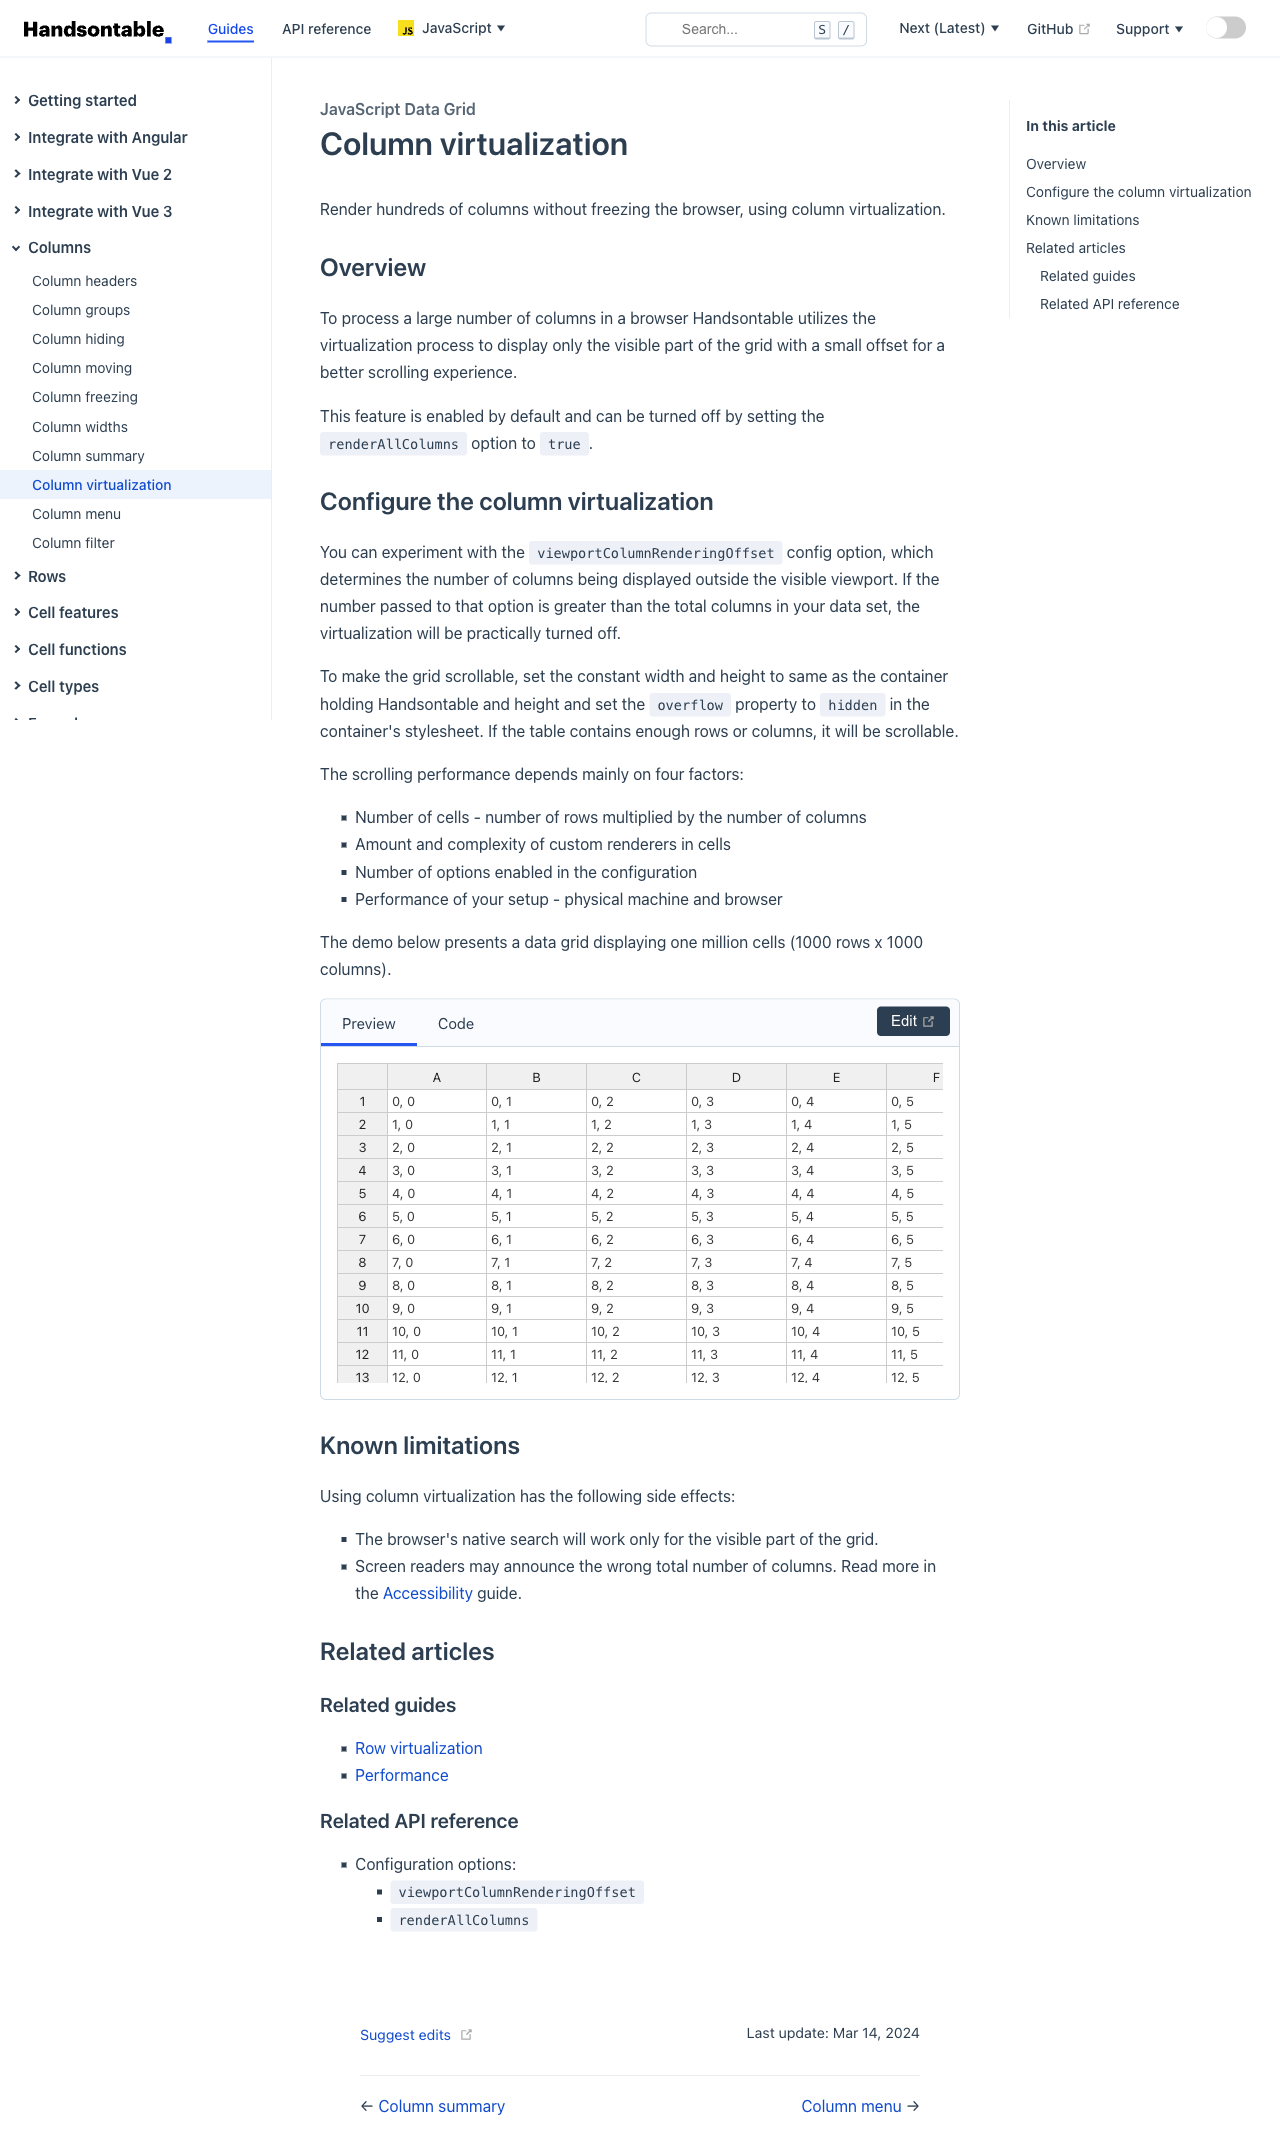 Handsontable
Guides
API reference
JS JavaScript
Search...
S /
Next (Latest)
GitHub
Support
Getting started
Integrate with Angular
Integrate with Vue 2
Integrate with Vue 3
Columns
Column headers
Column groups
Column hiding
Column moving
Column freezing
Column widths
Column summary
Column virtualization
Column menu
Column filter
Rows
Cell features
Cell functions
Cell types
JavaScript Data Grid
Column virtualization
Render hundreds of columns without freezing the browser, using column virtualization.
Overview
To process a large number of columns in a browser Handsontable utilizes the
virtualization process to display only the visible part of the grid with a small offset for a
better scrolling experience.
This feature is enabled by default and can be turned off by setting the
renderAllColumns option to true.
Configure the column virtualization
You can experiment with the viewportColumnRenderingOffset config option, which
determines the number of columns being displayed outside the visible viewport. If the
number passed to that option is greater than the total columns in your data set, the
virtualization will be practically turned off.
To make the grid scrollable, set the constant width and height to same as the container
holding Handsontable and height and set the overflow property to hidden in the
container's stylesheet. If the table contains enough rows or columns, it will be scrollable.
The scrolling performance depends mainly on four factors:
▪ Number of cells - number of rows multiplied by the number of columns
▪ Amount and complexity of custom renderers in cells
▪ Number of options enabled in the configuration
▪ Performance of your setup - physical machine and browser
The demo below presents a data grid displaying one million cells (1000 rows x 1000
columns).
Preview Code Edit
A B C D E F
1 0, 0 0, 1 0, 2 0, 3 0, 4 0, 5
2 1, 0 1, 1 1, 2 1, 3 1, 4 1, 5
3 2, 0 2, 1 2, 2 2, 3 2, 4 2, 5
4 3, 0 3, 1 3, 2 3, 3 3, 4 3, 5
5 4, 0 4, 1 4, 2 4, 3 4, 4 4, 5
6 5, 0 5, 1 5, 2 5, 3 5, 4 5, 5
7 6, 0 6, 1 6, 2 6, 3 6, 4 6, 5
8 7, 0 7, 1 7, 2 7, 3 7, 4 7, 5
9 8, 0 8, 1 8, 2 8, 3 8, 4 8, 5
10 9, 0 9, 1 9, 2 9, 3 9, 4 9, 5
11 10, 0 10, 1 10, 2 10, 3 10, 4 10, 5
12 11, 0 11, 1 11, 2 11, 3 11, 4 11, 5
13 12, 0 12, 1 12, 2 12, 3 12, 4 12, 5
Known limitations
Using column virtualization has the following side effects:
▪ The browser's native search will work only for the visible part of the grid.
▪ Screen readers may announce the wrong total number of columns. Read more in
the Accessibility guide.
Related articles
Related guides
▪ Row virtualization
▪ Performance
Related API reference
▪ Configuration options:
▪ viewportColumnRenderingOffset
▪ renderAllColumns
Suggest edits
Last update: Mar 14, 2024
← Column summary
Column menu →
In this article
Overview
Configure the column virtualization
Known limitations
Related articles
Related guides
Related API reference